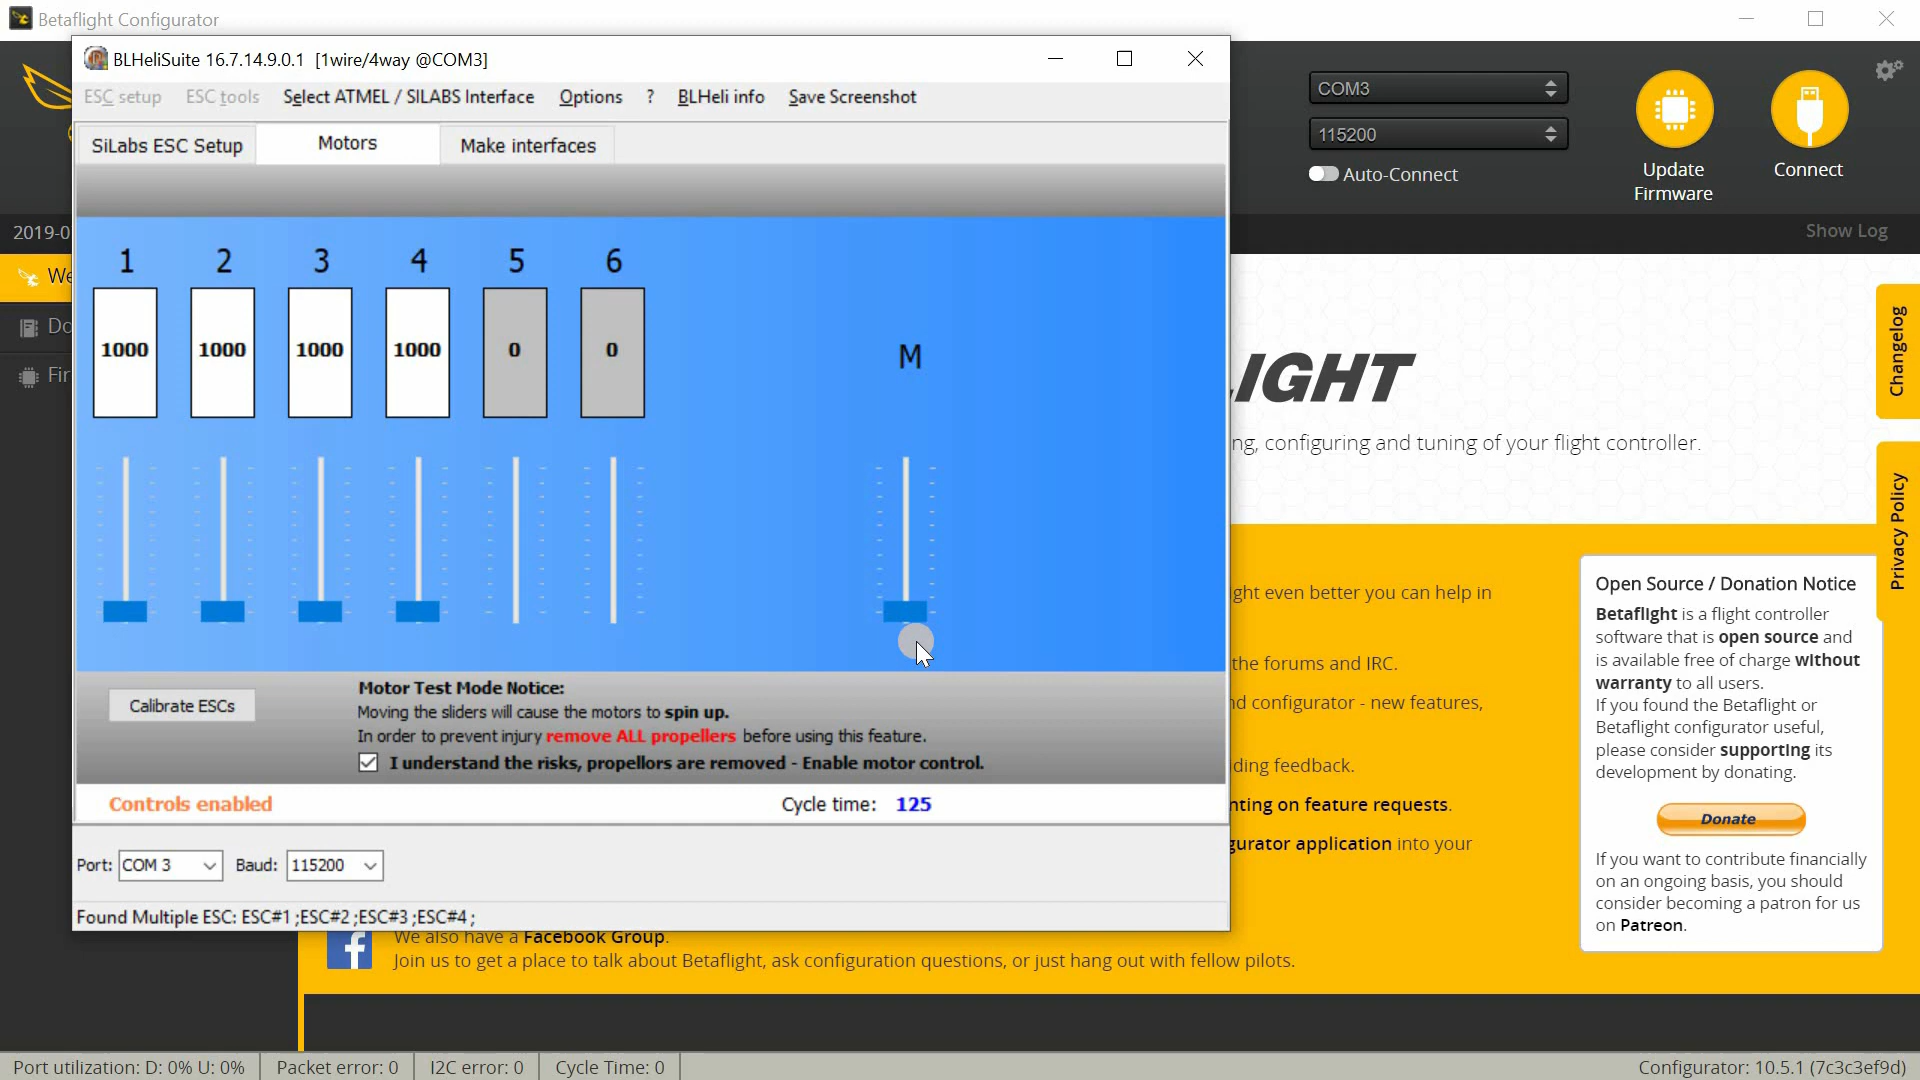 Betaflight Configurator
BLHeliSuite 16.7.14.9.0.1 [1wire/4way @COM3]
ESC setup ESC tools Select ATMEL / SILABS Interface Options ? BLHeli info Save Screenshot
SiLabs ESC Setup Motors Make interfaces
1 2 3 4 5 6
1000 1000 1000 1000 0 0
M
Calibrate ESCs
Motor Test Mode Notice:
Moving the sliders will cause the motors to spin up.
In order to prevent injury remove ALL propellers before using this feature.
I understand the risks, propellors are removed - Enable motor control.
Controls enabled
Cycle time: 125
Port: COM 3 Baud: 115200
Found Multiple ESC: ESC#1 ;ESC#2 ;ESC#3 ;ESC#4 ;
COM3
115200
Auto-Connect
Update
Firmware
Connect
2019-0
Show Log
We
Do
Fir
IGHT
ng, configuring and tuning of your flight controller.
Changelog
Privacy Policy
ght even better you can help in
the forums and IRC.
nd configurator - new features,
ding feedback.
nting on feature requests.
gurator application into your
We also have a Facebook Group.
Join us to get a place to talk about Betaflight, ask configuration questions, or just hang out with fellow pilots.
Open Source / Donation Notice
Betaflight is a flight controller
software that is open source and
is available free of charge without
warranty to all users.
If you found the Betaflight or
Betaflight configurator useful,
please consider supporting its
development by donating.
Donate
If you want to contribute financially
on an ongoing basis, you should
consider becoming a patron for us
on Patreon.
Port utilization: D: 0% U: 0% Packet error: 0 I2C error: 0 Cycle Time: 0
Configurator: 10.5.1 (7c3c3ef9d)